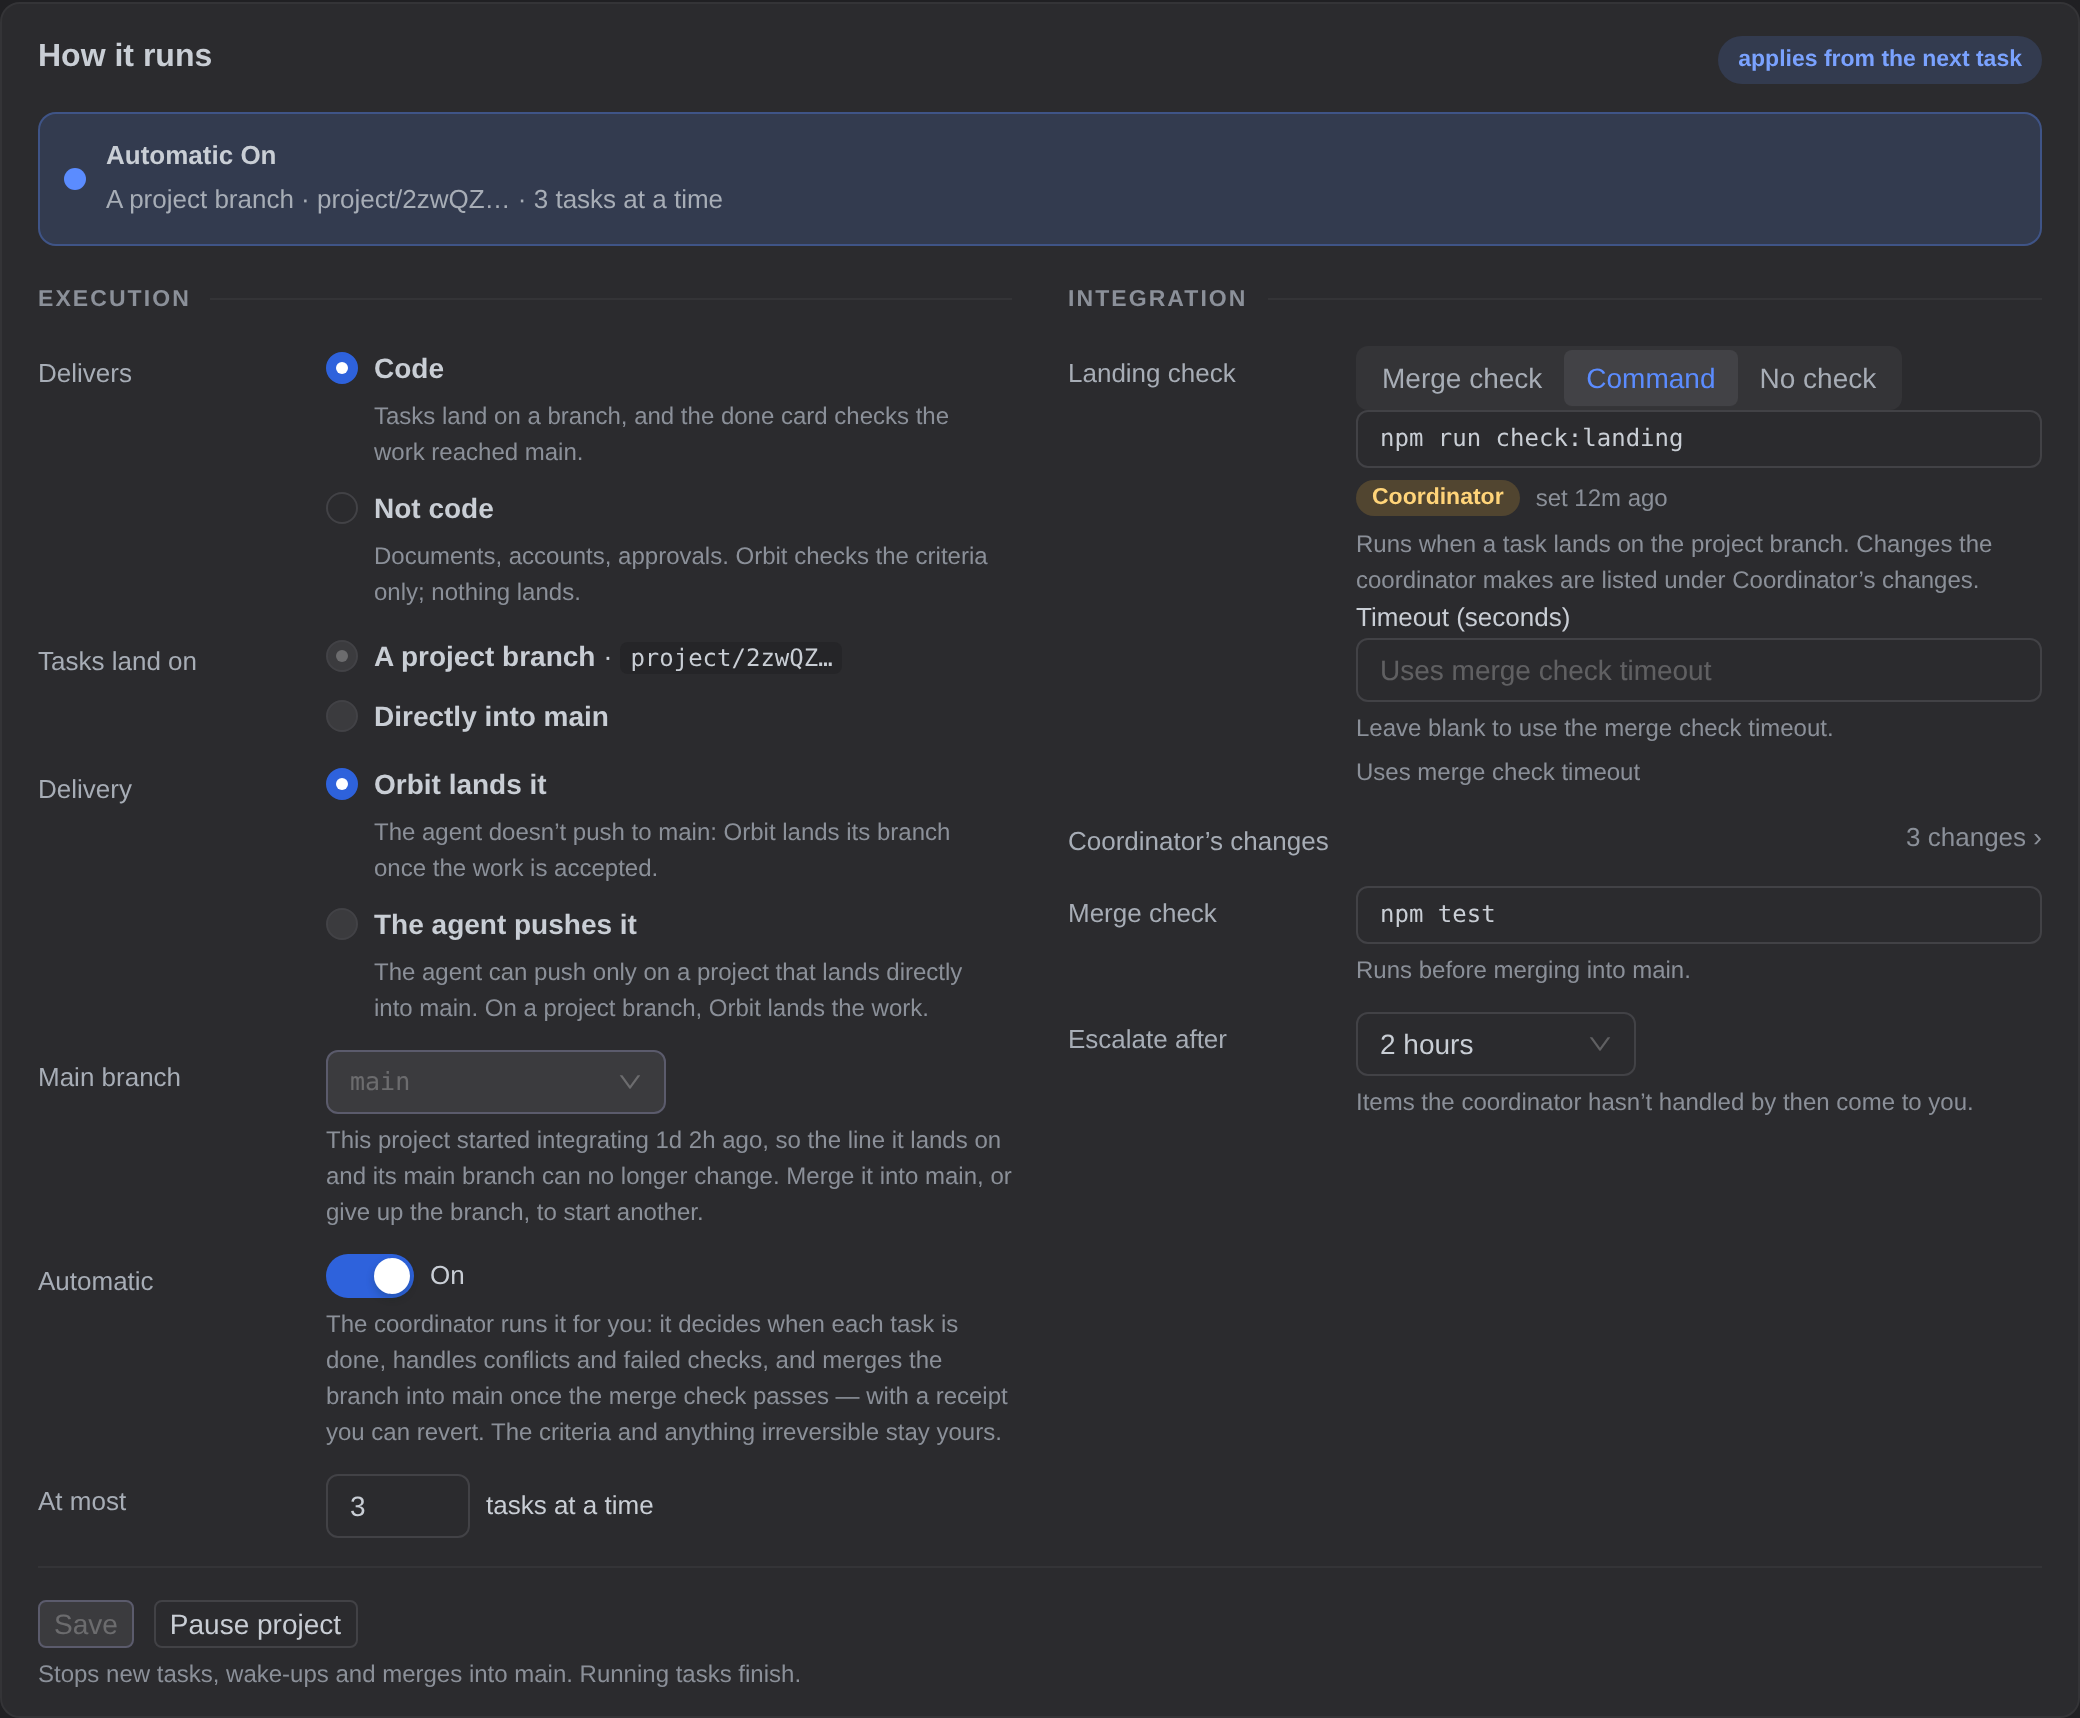 How it runs
applies from the next task
Automatic On
A project branch · project/2zwQZ… · 3 tasks at a time
EXECUTION
Delivers
Code
Tasks land on a branch, and the done card checks the
work reached main.
Not code
Documents, accounts, approvals. Orbit checks the criteria
only; nothing lands.
Tasks land on
A project branch · project/2zwQZ…
Directly into main
Delivery
Orbit lands it
The agent doesn’t push to main: Orbit lands its branch
once the work is accepted.
The agent pushes it
The agent can push only on a project that lands directly
into main. On a project branch, Orbit lands the work.
Main branch
main
This project started integrating 1d 2h ago, so the line it lands on
and its main branch can no longer change. Merge it into main, or
give up the branch, to start another.
Automatic
On
The coordinator runs it for you: it decides when each task is
done, handles conflicts and failed checks, and merges the
branch into main once the merge check passes — with a receipt
you can revert. The criteria and anything irreversible stay yours.
At most
3 tasks at a time
INTEGRATION
Landing check
Merge check Command No check
npm run check:landing
Coordinator set 12m ago
Runs when a task lands on the project branch. Changes the
coordinator makes are listed under Coordinator’s changes.
Timeout (seconds)
Uses merge check timeout
Leave blank to use the merge check timeout.
Uses merge check timeout
Coordinator’s changes
3 changes ›
Merge check
npm test
Runs before merging into main.
Escalate after
2 hours
Items the coordinator hasn’t handled by then come to you.
Save Pause project
Stops new tasks, wake-ups and merges into main. Running tasks finish.